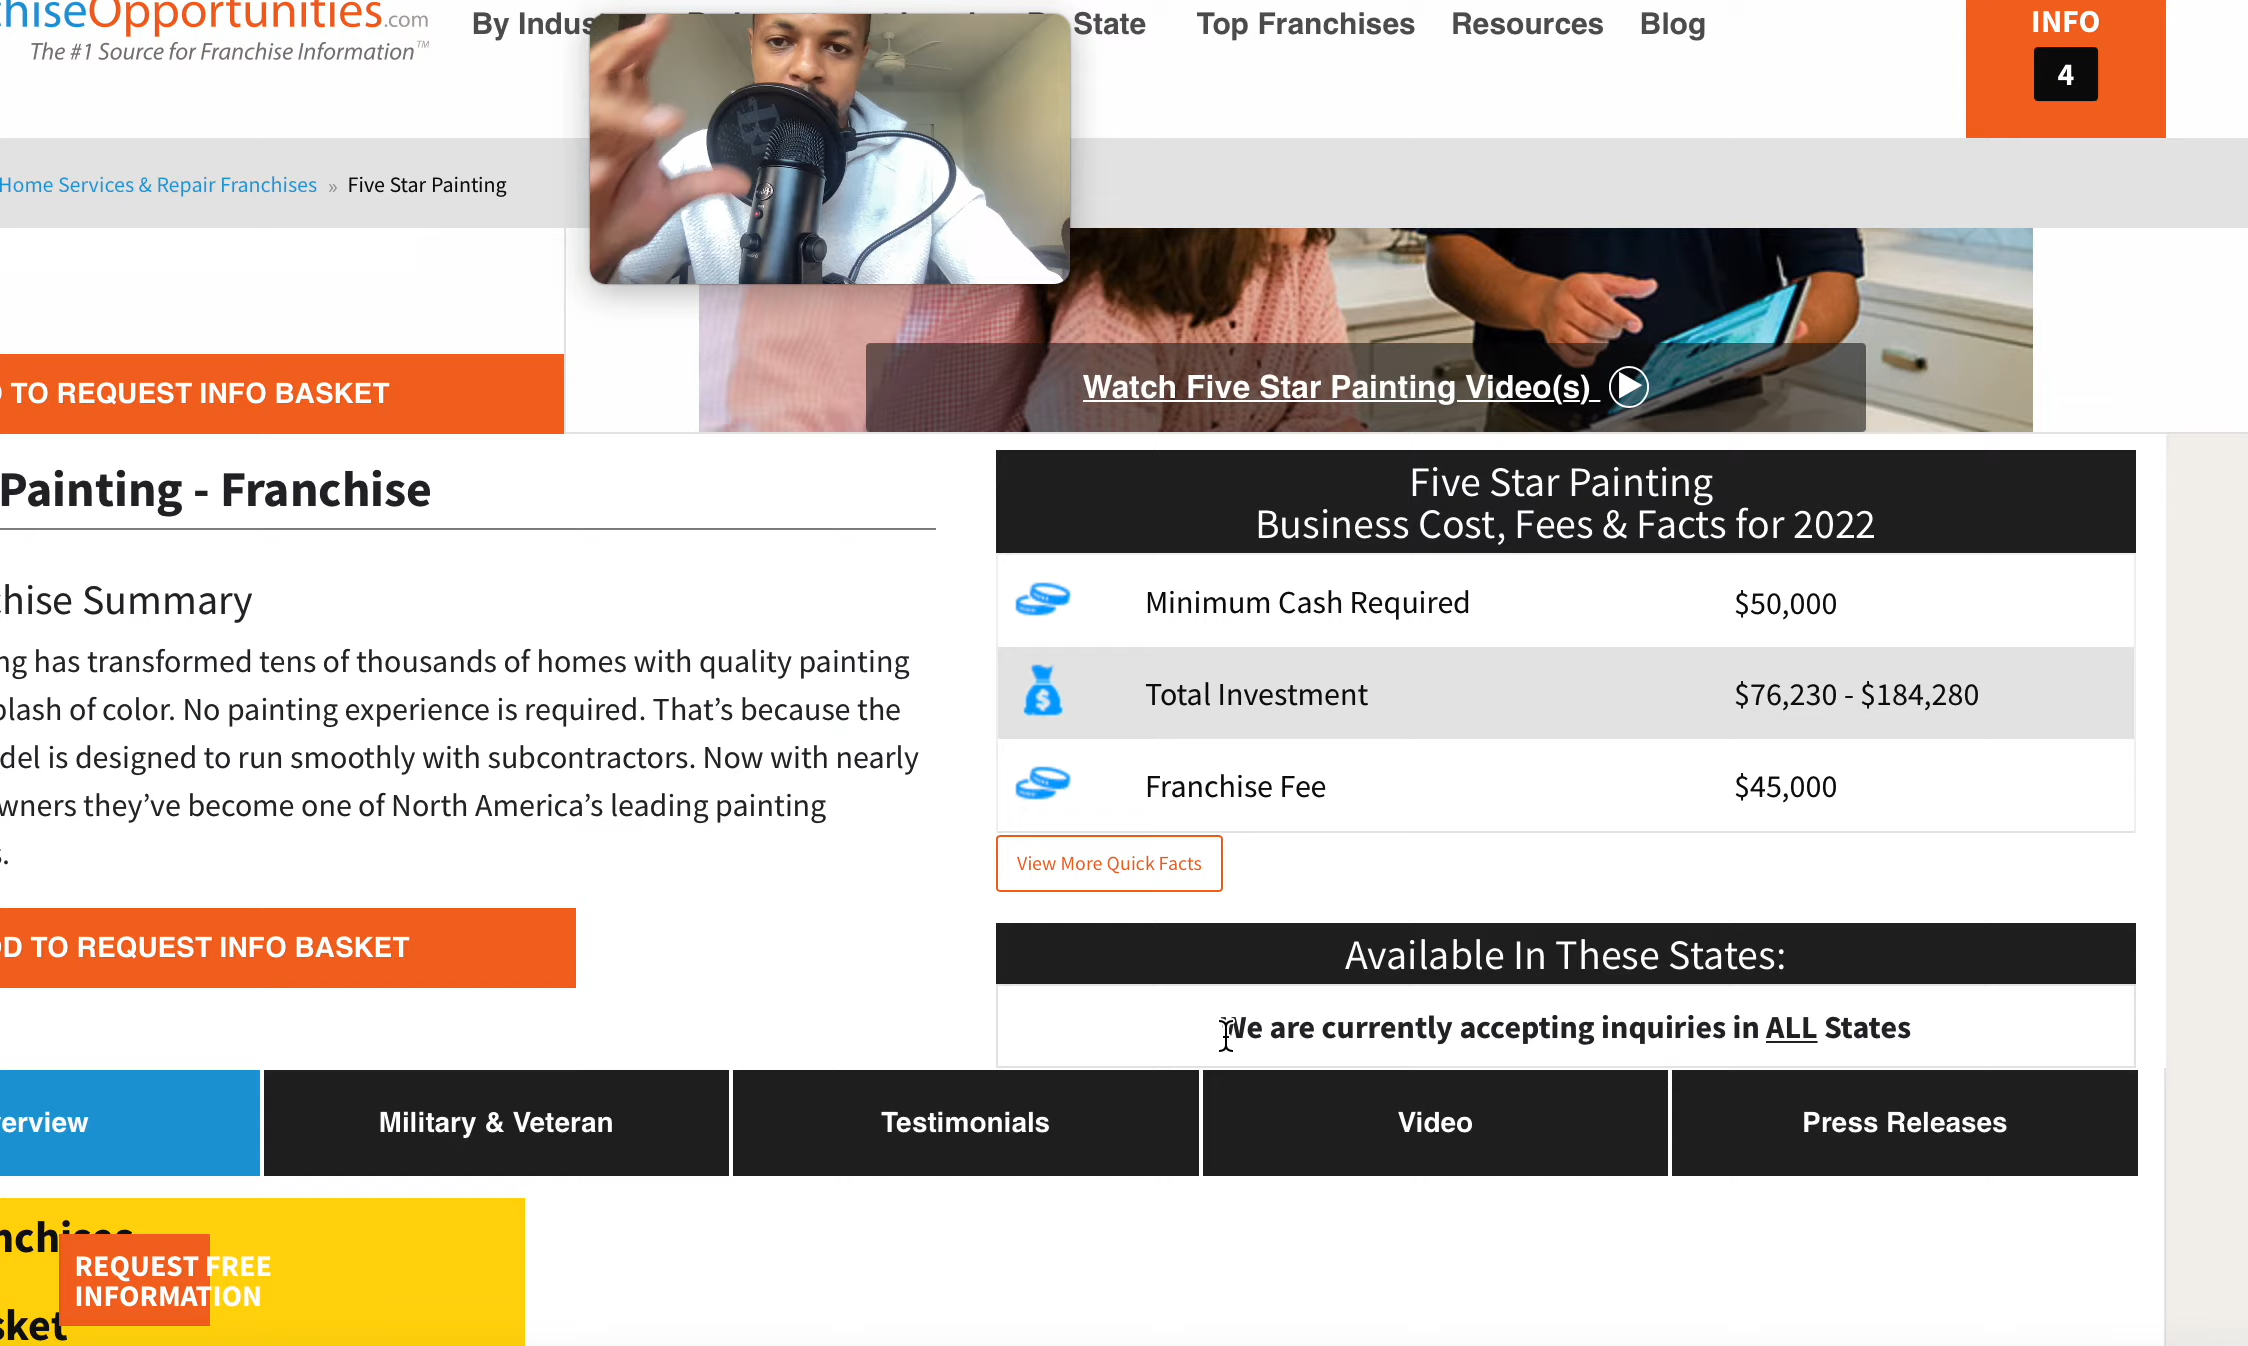 chiseOpportunities.com
The #1 Source for Franchise Information™
By Indus
State
Top Franchises
Resources
Blog
INFO
4
Home Services & Repair Franchises » Five Star Painting
TO REQUEST INFO BASKET
Watch Five Star Painting Video(s)
Painting - Franchise
hise Summary
ng has transformed tens of thousands of homes with quality painting
plash of color. No painting experience is required. That’s because the
del is designed to run smoothly with subcontractors. Now with nearly
wners they’ve become one of North America’s leading painting
s.
DD TO REQUEST INFO BASKET
Five Star Painting
Business Cost, Fees & Facts for 2022
Minimum Cash Required $50,000
Total Investment $76,230 - $184,280
Franchise Fee $45,000
View More Quick Facts
Available In These States:
We are currently accepting inquiries in ALL States
erview
Military & Veteran
Testimonials
Video
Press Releases
nchises
REQUEST FREE
INFORMATION
sket